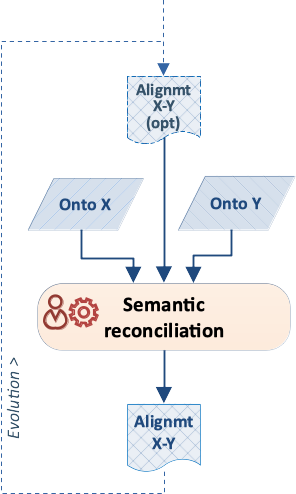 Alignmt
X-Y
(opt)
Onto X
Onto Y
Semantic
reconciliation
Evolution >
Alignmt
X-Y